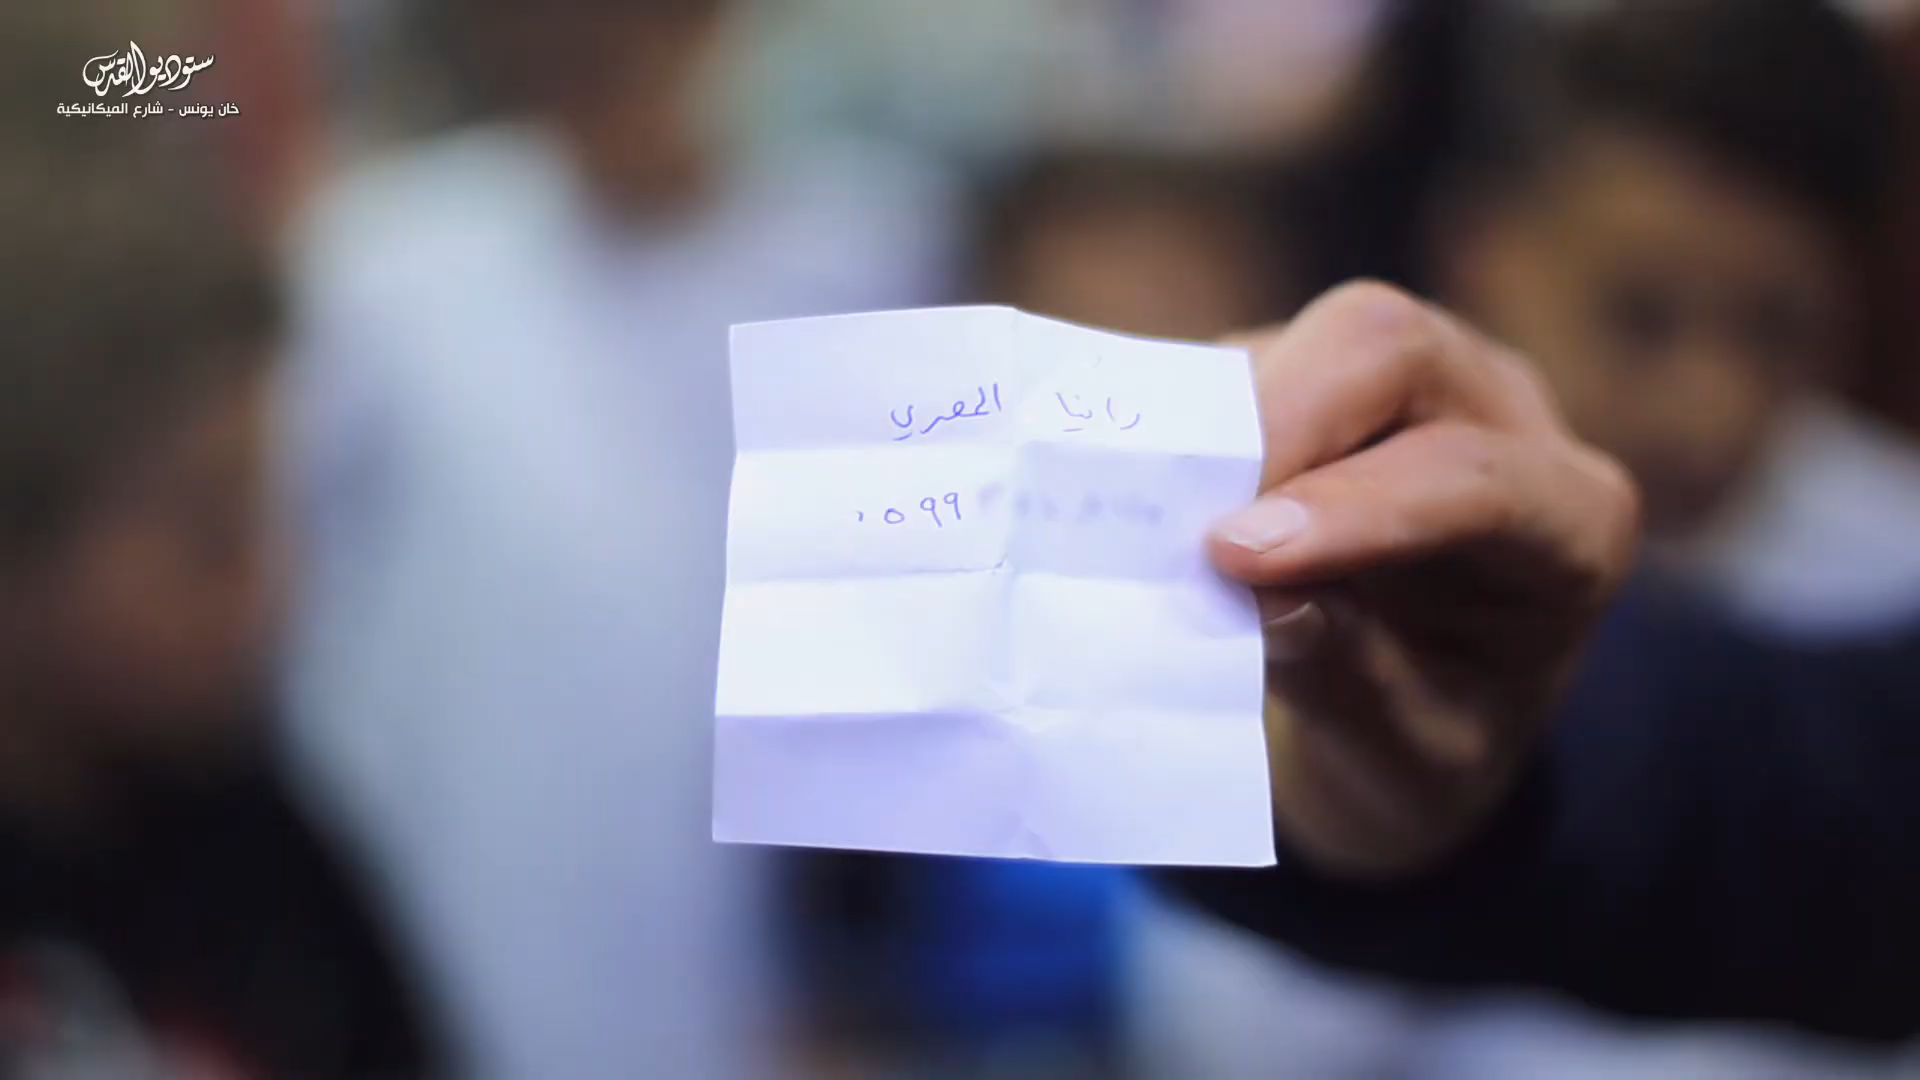 ستوديو القدس
خان يونس - شارع الميكانيكية
رانيا المصري
٠٥٩٩